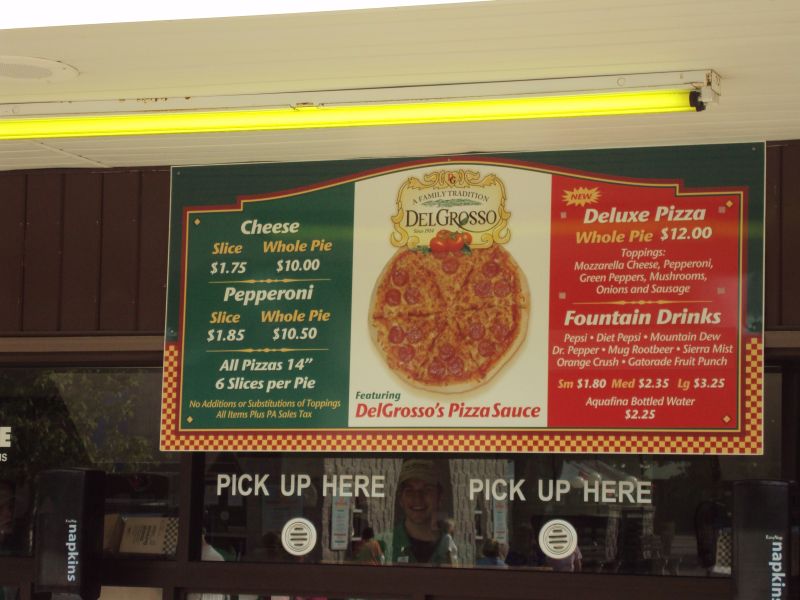 A FAMILY TRADITION
DG
DELGROSSO
Since 1914
Cheese
Slice Whole Pie
$1.75 $10.00
Pepperoni
Slice Whole Pie
$1.85 $10.50
All Pizzas 14"
6 Slices per Pie
No Additions or Substitutions of Toppings
All Items Plus PA Sales Tax
Featuring
DelGrosso's Pizza Sauce
NEW
Deluxe Pizza
Whole Pie $12.00
Toppings:
Mozzarella Cheese, Pepperoni,
Green Peppers, Mushrooms,
Onions and Sausage
Fountain Drinks
Pepsi • Diet Pepsi • Mountain Dew
Dr. Pepper • Mug Rootbeer • Sierra Mist
Orange Crush • Gatorade Fruit Punch
Sm $1.80 Med $2.35 Lg $3.25
Aquafina Bottled Water
$2.25
PICK UP HERE PICK UP HERE
napkins
napkins